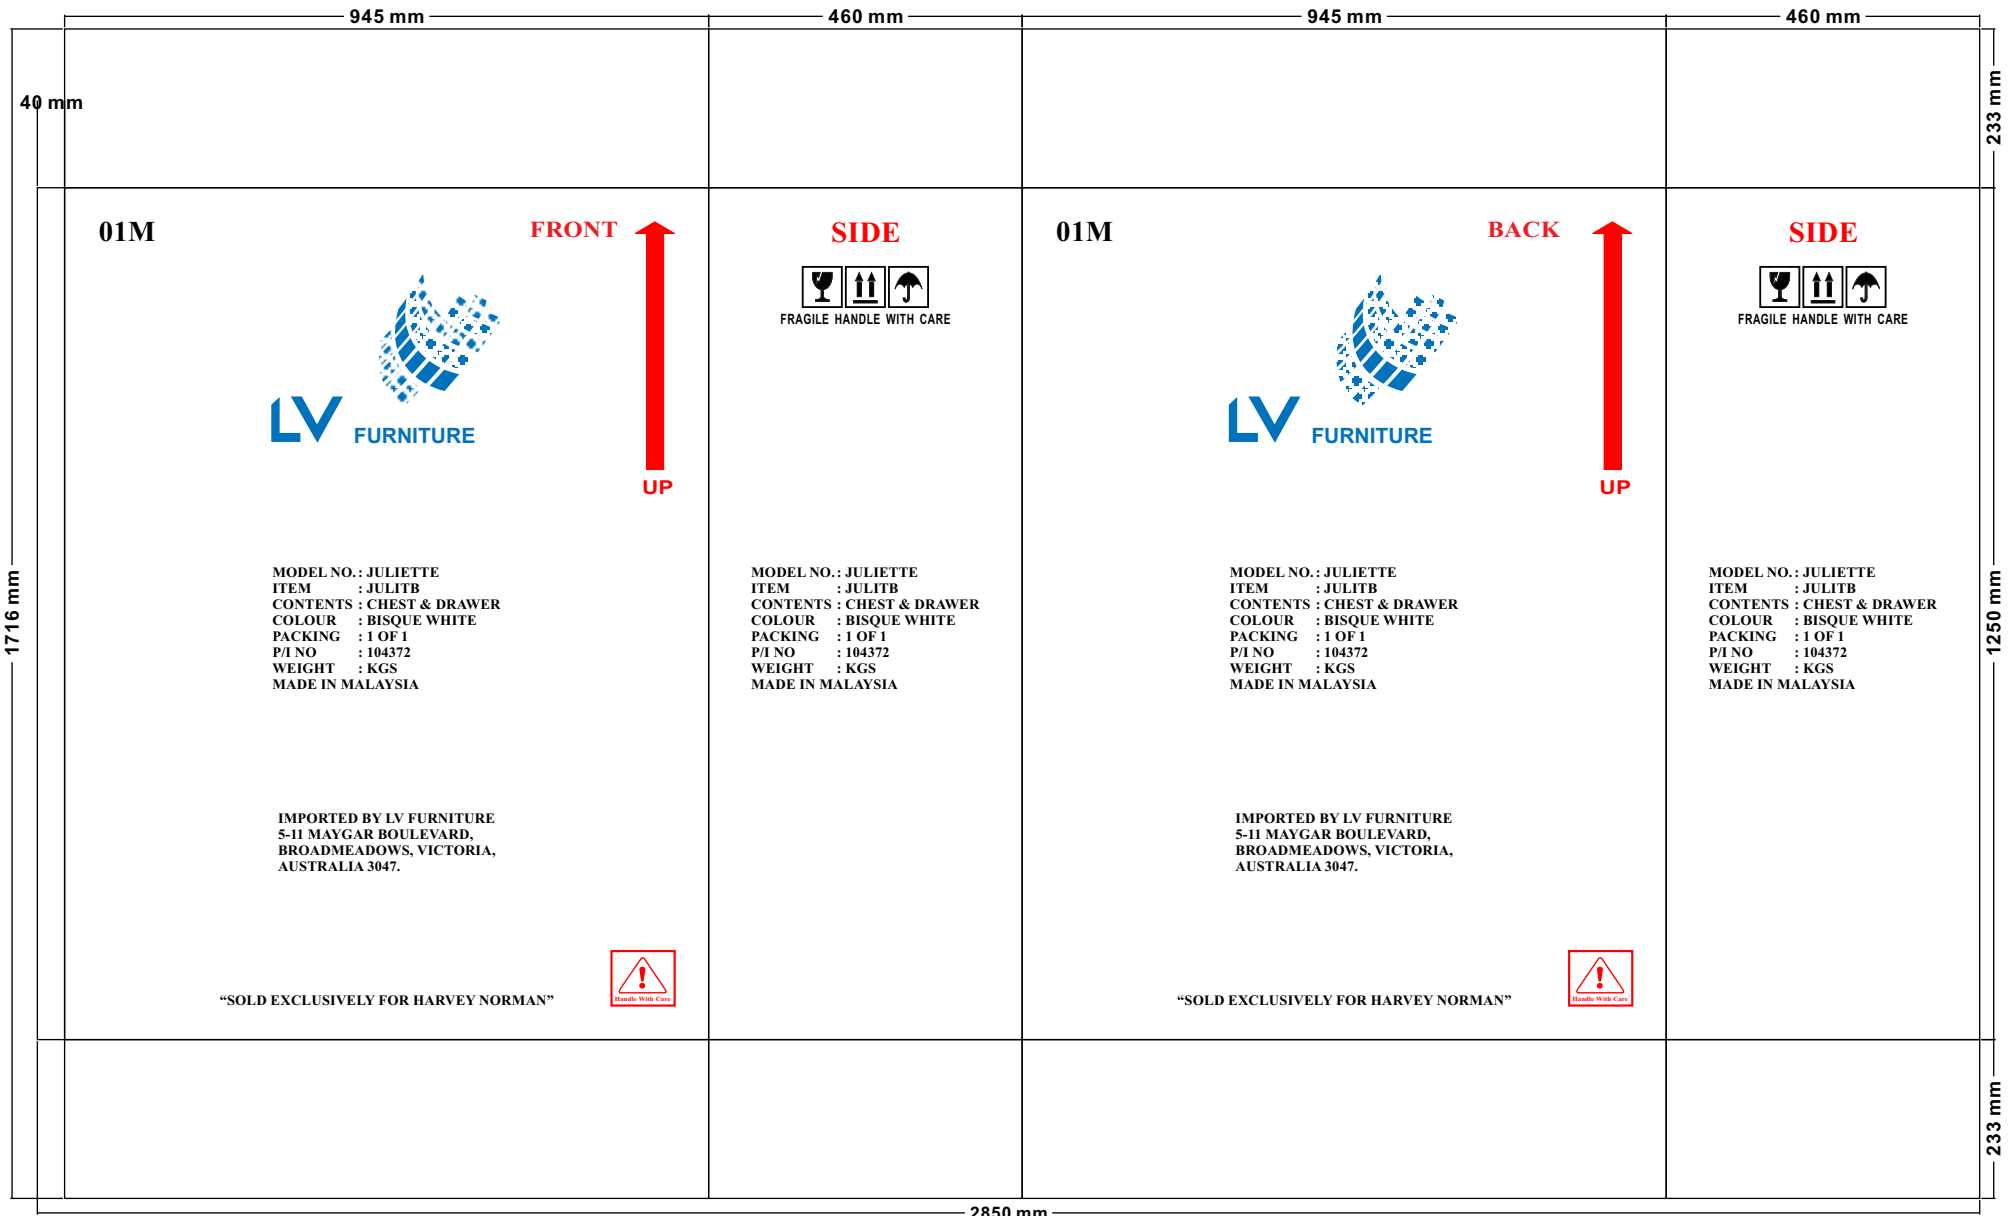 945 mm
460 mm
945 mm
460 mm
40 mm
233 mm
1716 mm
1250 mm
233 mm
2850 mm
01M
FRONT
LV
FURNITURE
UP
MODEL NO. : JULIETTE
ITEM : JULITB
CONTENTS : CHEST & DRAWER
COLOUR : BISQUE WHITE
PACKING : 1 OF 1
P/I NO : 104372
WEIGHT : KGS
MADE IN MALAYSIA
IMPORTED BY LV FURNITURE
5-11 MAYGAR BOULEVARD,
BROADMEADOWS, VICTORIA,
AUSTRALIA 3047.
“SOLD EXCLUSIVELY FOR HARVEY NORMAN”
Handle With Care
SIDE
FRAGILE HANDLE WITH CARE
MODEL NO. : JULIETTE
ITEM : JULITB
CONTENTS : CHEST & DRAWER
COLOUR : BISQUE WHITE
PACKING : 1 OF 1
P/I NO : 104372
WEIGHT : KGS
MADE IN MALAYSIA
01M
BACK
LV
FURNITURE
UP
MODEL NO. : JULIETTE
ITEM : JULITB
CONTENTS : CHEST & DRAWER
COLOUR : BISQUE WHITE
PACKING : 1 OF 1
P/I NO : 104372
WEIGHT : KGS
MADE IN MALAYSIA
IMPORTED BY LV FURNITURE
5-11 MAYGAR BOULEVARD,
BROADMEADOWS, VICTORIA,
AUSTRALIA 3047.
“SOLD EXCLUSIVELY FOR HARVEY NORMAN”
Handle With Care
SIDE
FRAGILE HANDLE WITH CARE
MODEL NO. : JULIETTE
ITEM : JULITB
CONTENTS : CHEST & DRAWER
COLOUR : BISQUE WHITE
PACKING : 1 OF 1
P/I NO : 104372
WEIGHT : KGS
MADE IN MALAYSIA